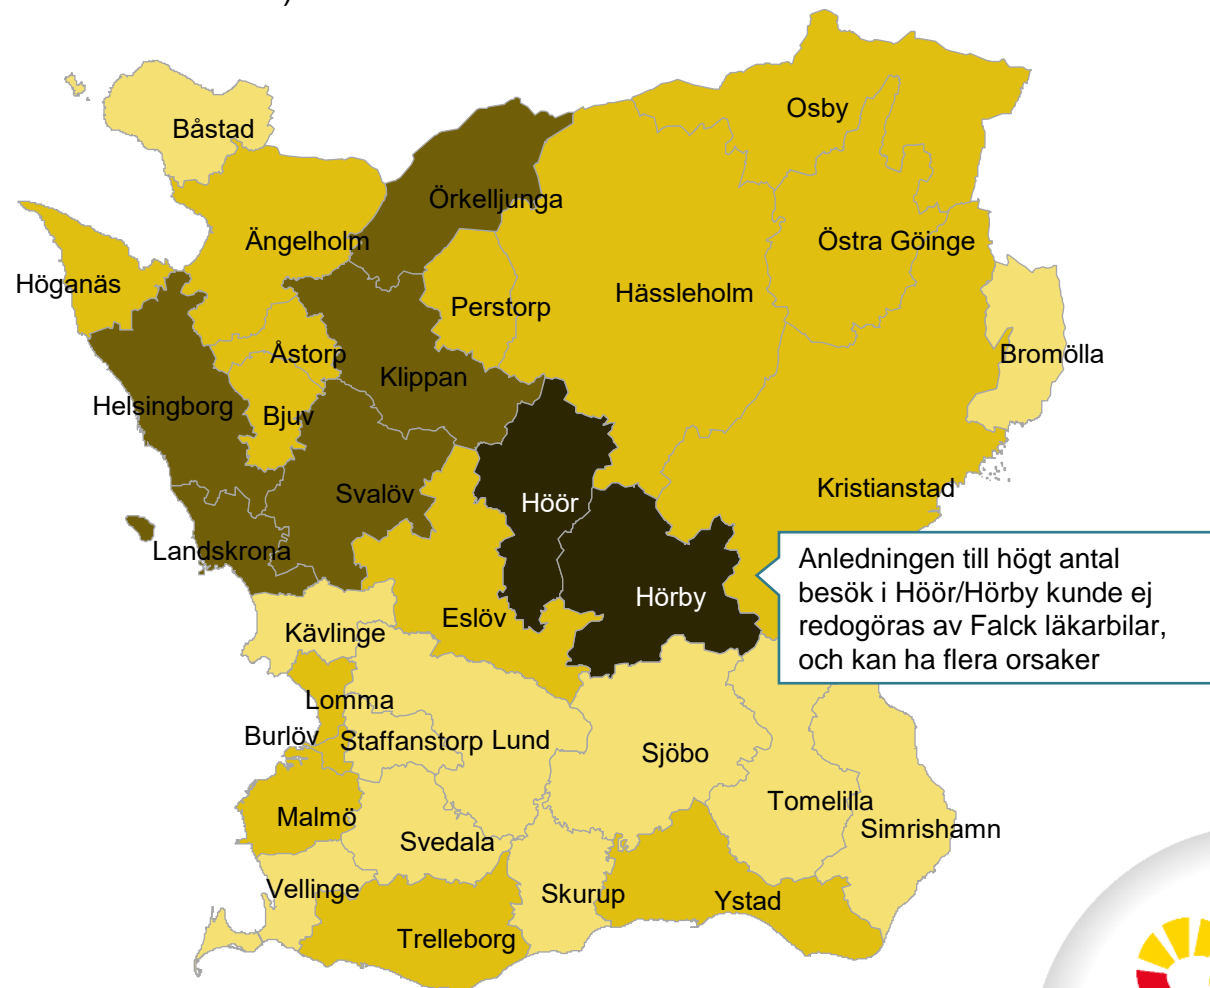 Osby
Båstad
Örkelljunga
Ängelholm
Östra Göinge
Höganäs
Perstorp
Hässleholm
Åstorp
Bromölla
Klippan
Helsingborg
Bjuv
Svalöv
Höör
Kristianstad
Landskrona
Anledningen till högt antal
besök i Höör/Hörby kunde ej
redogöras av Falck läkarbilar,
och kan ha flera orsaker
Hörby
Eslöv
Kävlinge
Lomma
Burlöv
Staffanstorp
Lund
Sjöbo
Tomelilla
Malmö
Simrishamn
Svedala
Vellinge
Skurup
Ystad
Trelleborg